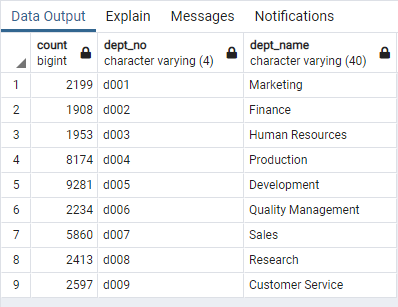 Data Output Explain Messages Notifications
count dept_no dept_name
bigint character varying (4) character varying (40)
1 2199 d001 Marketing
2 1908 d002 Finance
3 1953 d003 Human Resources
4 8174 d004 Production
5 9281 d005 Development
6 2234 d006 Quality Management
7 5860 d007 Sales
8 2413 d008 Research
9 2597 d009 Customer Service